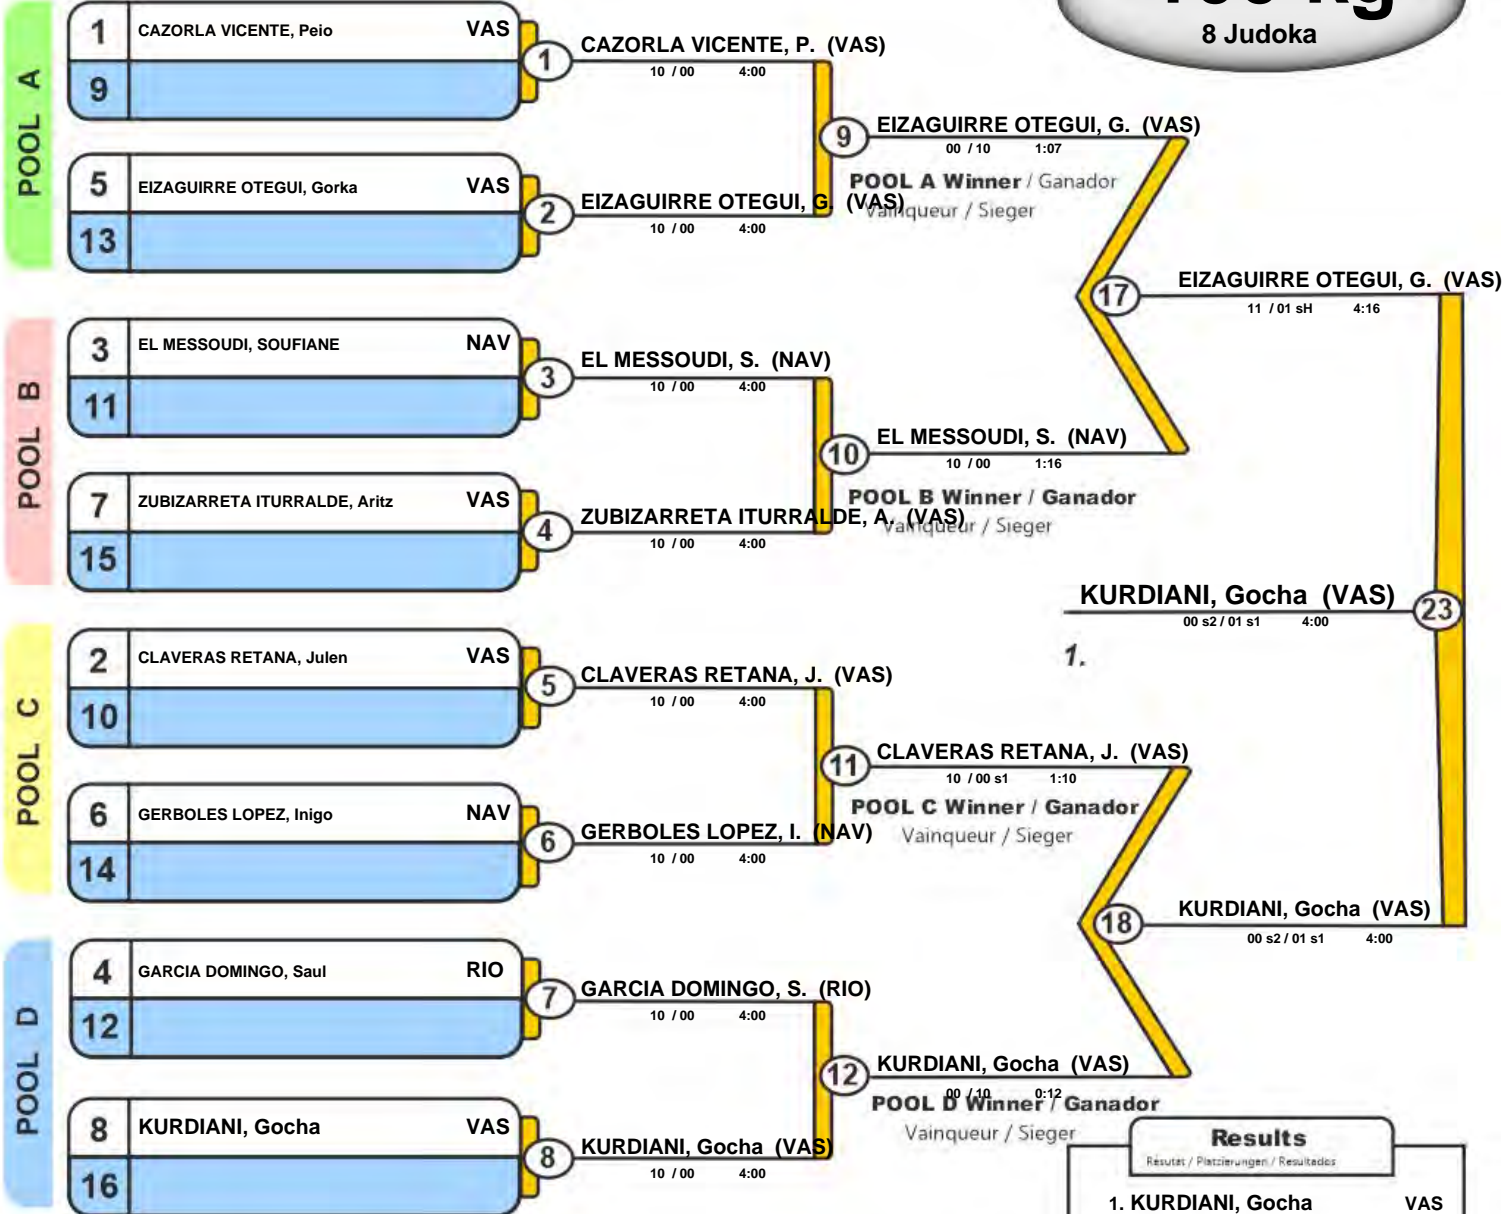 8 Judoka
POOL A
1 CAZORLA VICENTE, Peio VAS
9
5 EIZAGUIRRE OTEGUI, Gorka VAS
13
1 CAZORLA VICENTE, P. (VAS)
10 / 00 4:00
2 EIZAGUIRRE OTEGUI, G. (VAS)
10 / 00 4:00
9 EIZAGUIRRE OTEGUI, G. (VAS)
00 / 10 1:07
POOL A Winner / Ganador
Vainqueur / Sieger
POOL B
3 EL MESSOUDI, SOUFIANE NAV
11
7 ZUBIZARRETA ITURRALDE, Aritz VAS
15
3 EL MESSOUDI, S. (NAV)
10 / 00 4:00
4 ZUBIZARRETA ITURRALDE, A. (VAS)
10 / 00 4:00
10 EL MESSOUDI, S. (NAV)
10 / 00 1:16
POOL B Winner / Ganador
Vainqueur / Sieger
17 EIZAGUIRRE OTEGUI, G. (VAS)
11 / 01 sH 4:16
KURDIANI, Gocha (VAS) 23
00 s2 / 01 s1 4:00
1.
POOL C
2 CLAVERAS RETANA, Julen VAS
10
6 GERBOLES LOPEZ, Inigo NAV
14
5 CLAVERAS RETANA, J. (VAS)
10 / 00 4:00
6 GERBOLES LOPEZ, I. (NAV)
10 / 00 4:00
11 CLAVERAS RETANA, J. (VAS)
10 / 00 s1 1:10
POOL C Winner / Ganador
Vainqueur / Sieger
18 KURDIANI, Gocha (VAS)
00 s2 / 01 s1 4:00
POOL D
4 GARCIA DOMINGO, Saul RIO
12
8 KURDIANI, Gocha VAS
16
7 GARCIA DOMINGO, S. (RIO)
10 / 00 4:00
8 KURDIANI, Gocha (VAS)
10 / 00 4:00
12 KURDIANI, Gocha (VAS)
00 / 10 0:12
POOL D Winner / Ganador
Vainqueur / Sieger
Results
Résutat / Platzierungen / Resultados
1. KURDIANI, Gocha VAS